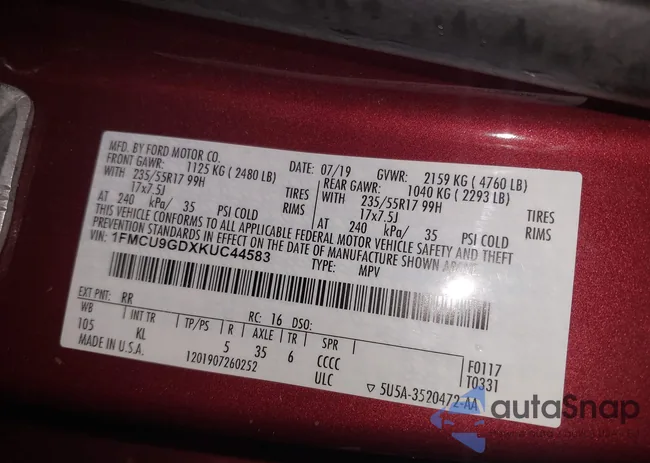 MFD. BY FORD MOTOR CO. DATE: 07/19 GVWR: 2159 KG ( 4760 LB)
FRONT GAWR: 1125 KG ( 2480 LB) REAR GAWR: 1040 KG ( 2293 LB)
WITH 235/55R17 99H TIRES WITH 235/55R17 99H TIRES
17x7.5J RIMS 17x7.5J RIMS
AT 240 kPa/ 35 PSI COLD AT 240 kPa/ 35 PSI COLD
THIS VEHICLE CONFORMS TO ALL APPLICABLE FEDERAL MOTOR VEHICLE SAFETY AND THEFT
PREVENTION STANDARDS IN EFFECT ON THE DATE OF MANUFACTURE SHOWN ABOVE.
VIN: 1FMCU9GDXKUC44583 TYPE: MPV
EXT PNT: RR RC: 16 DSO:
WB INT TR TP/PS R AXLE TR SPR
105 KL 5 35 6 CCCC F0117
MADE IN U.S.A. 1201907260252 ULC T0331
5U5A-3520472-AA
autaSnap